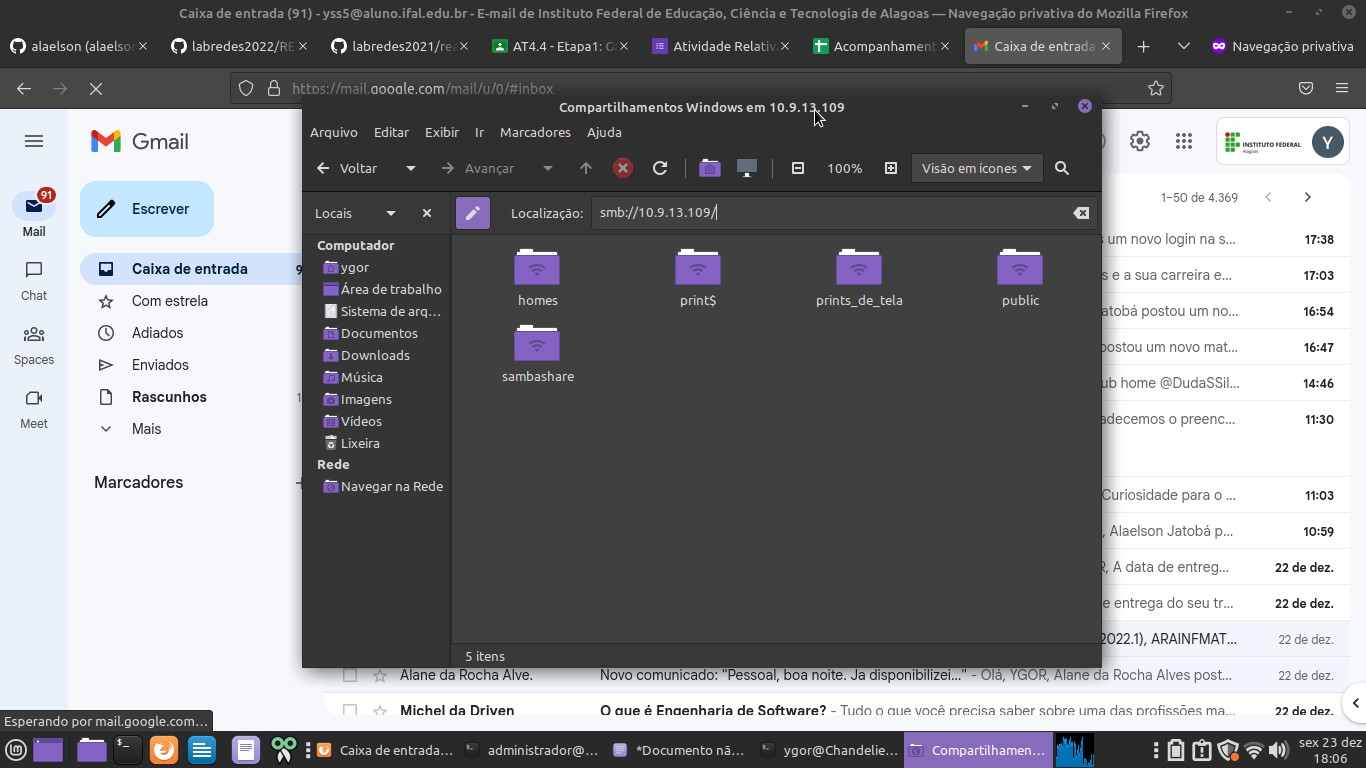 Caixa de entrada (91) - yss5@aluno.ifal.edu.br - E-mail de Instituto Federal de Educação, Ciência e Tecnologia de Alagoas — Navegação privativa do Mozilla Firefox
alaelson (alaelson
labredes2022/RE
labredes2021/rea
AT4.4 - Etapa1: Ga
Atividade Relativ
Acompanhament
Caixa de entrada
Navegação privativa
https://mail.google.com/mail/u/0/#inbox
Compartilhamentos Windows em 10.9.13.109
Arquivo Editar Exibir Ir Marcadores Ajuda
Voltar Avançar 100% Visão em ícones
Locais
Localização: smb://10.9.13.109/
Computador
ygor
Área de trabalho
Sistema de arq...
Documentos
Downloads
Música
Imagens
Vídeos
Lixeira
Rede
Navegar na Rede
homes
print$
prints_de_tela
public
sambashare
5 itens
Gmail
INSTITUTO FEDERAL
Alagoas
Y
91
Mail
Chat
Spaces
Meet
Escrever
Caixa de entrada 9
Com estrela
Adiados
Enviados
Rascunhos 1
Mais
Marcadores +
1–50 de 4.369
s um novo login na s... 17:38
s e a sua carreira e... 17:03
atobá postou um no... 16:54
postou um novo mat... 16:47
ub home @DudaSSil... 14:46
adecemos o preenc... 11:30
Curiosidade para o ... 11:03
, Alaelson Jatobá p... 10:59
R, A data de entreg... 22 de dez.
e entrega do seu tr... 22 de dez.
2022.1), ARAINFMAT... 22 de dez.
Alane da Rocha Alve. Novo comunicado: "Pessoal, boa noite. Ja disponibilizei..." - Olá, YGOR, Alane da Rocha Alves post... 22 de dez.
Michel da Driven O que é Engenharia de Software? - Tudo o que você precisa saber sobre uma das profissões ma... 22 de dez.
Esperando por mail.google.com…
Caixa de entrada...
administrador@...
*Documento nã...
ygor@Chandelie...
Compartilhamen...
sex 23 dez
18:06